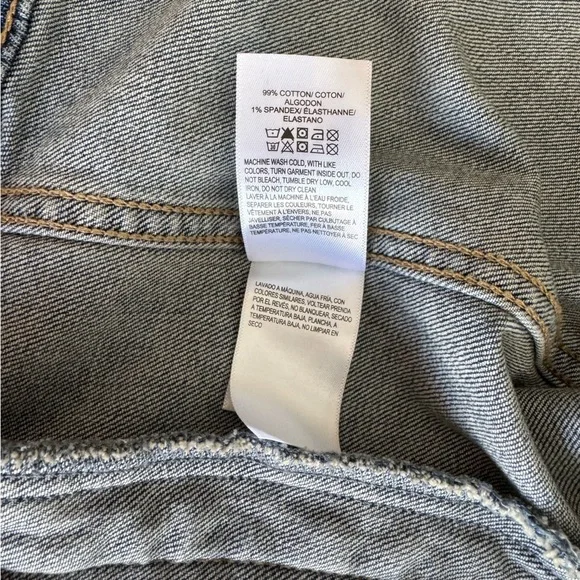 99% COTTON/ COTON/
ALGODON
1% SPANDEX/ ÉLASTHANNE/
ELASTANO
MACHINE WASH COLD, WITH LIKE
COLORS, TURN GARMENT INSIDE OUT, DO
NOT BLEACH, TUMBLE DRY LOW, COOL
IRON, DO NOT DRY CLEAN
LAVER À LA MACHINE À L'EAU FROIDE,
SEPARER LES COULEURS, TOURNER LE
VÊTEMENT À L'ENVERS, NE PAS
JAVELLISER, SÉCHER PAR CULBUTAGE À
BASSE TEMPÉRATURE, FER À BASSE
TEMPÉRATURE, NE PAS NETTOYER À SEC
LAVADO A MÁQUINA, AGUA FRÍA, CON
COLORES SIMILARES, VOLTEAR PRENDA
POR EL REVÉS, NO BLANQUEAR, SECADO
A TEMPERATURA BAJA, PLANCHA, A
TEMPERATURA BAJA, NO LIMPIAR EN
SECO